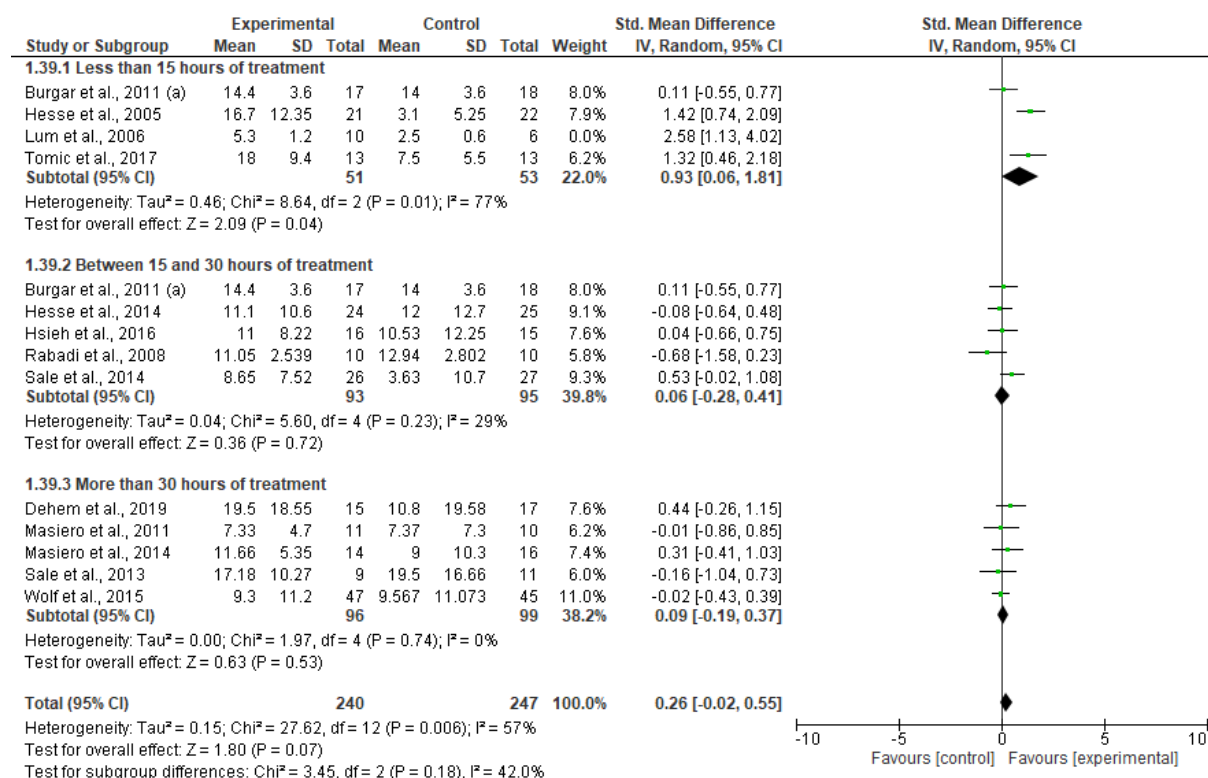 Experimental Control Std. Mean Difference Std. Mean Difference
Study or Subgroup Mean SD Total Mean SD Total Weight IV, Random, 95% CI IV, Random, 95% CI
1.39.1 Less than 15 hours of treatment
Burgar et al., 2011 (a) 14.4 3.6 17 14 3.6 18 8.0% 0.11 [-0.55, 0.77]
Hesse et al., 2005 16.7 12.35 21 3.1 5.25 22 7.9% 1.42 [0.74, 2.09]
Lum et al., 2006 5.3 1.2 10 2.5 0.6 6 0.0% 2.58 [1.13, 4.02]
Tomic et al., 2017 18 9.4 13 7.5 5.5 13 6.2% 1.32 [0.46, 2.18]
Subtotal (95% CI) 51 53 22.0% 0.93 [0.06, 1.81]
Heterogeneity: Tau² = 0.46; Chi² = 8.64, df = 2 (P = 0.01); I² = 77%
Test for overall effect: Z = 2.09 (P = 0.04)
1.39.2 Between 15 and 30 hours of treatment
Burgar et al., 2011 (a) 14.4 3.6 17 14 3.6 18 8.0% 0.11 [-0.55, 0.77]
Hesse et al., 2014 11.1 10.6 24 12 12.7 25 9.1% -0.08 [-0.64, 0.48]
Hsieh et al., 2016 11 8.22 16 10.53 12.25 15 7.6% 0.04 [-0.66, 0.75]
Rabadi et al., 2008 11.05 2.539 10 12.94 2.802 10 5.8% -0.68 [-1.58, 0.23]
Sale et al., 2014 8.65 7.52 26 3.63 10.7 27 9.3% 0.53 [-0.02, 1.08]
Subtotal (95% CI) 93 95 39.8% 0.06 [-0.28, 0.41]
Heterogeneity: Tau² = 0.04; Chi² = 5.60, df = 4 (P = 0.23); I² = 29%
Test for overall effect: Z = 0.36 (P = 0.72)
1.39.3 More than 30 hours of treatment
Dehem et al., 2019 19.5 18.55 15 10.8 19.58 17 7.6% 0.44 [-0.26, 1.15]
Masiero et al., 2011 7.33 4.7 11 7.37 7.3 10 6.2% -0.01 [-0.86, 0.85]
Masiero et al., 2014 11.66 5.35 14 9 10.3 16 7.4% 0.31 [-0.41, 1.03]
Sale et al., 2013 17.18 10.27 9 19.5 16.66 11 6.0% -0.16 [-1.04, 0.73]
Wolf et al., 2015 9.3 11.2 47 9.567 11.073 45 11.0% -0.02 [-0.43, 0.39]
Subtotal (95% CI) 96 99 38.2% 0.09 [-0.19, 0.37]
Heterogeneity: Tau² = 0.00; Chi² = 1.97, df = 4 (P = 0.74); I² = 0%
Test for overall effect: Z = 0.63 (P = 0.53)
Total (95% CI) 240 247 100.0% 0.26 [-0.02, 0.55]
Heterogeneity: Tau² = 0.15; Chi² = 27.62, df = 12 (P = 0.006); I² = 57%
Test for overall effect: Z = 1.80 (P = 0.07)
Test for subgroup differences: Chi² = 3.45, df = 2 (P = 0.18), I² = 42.0%
-10 -5 0 5 10
Favours [control] Favours [experimental]